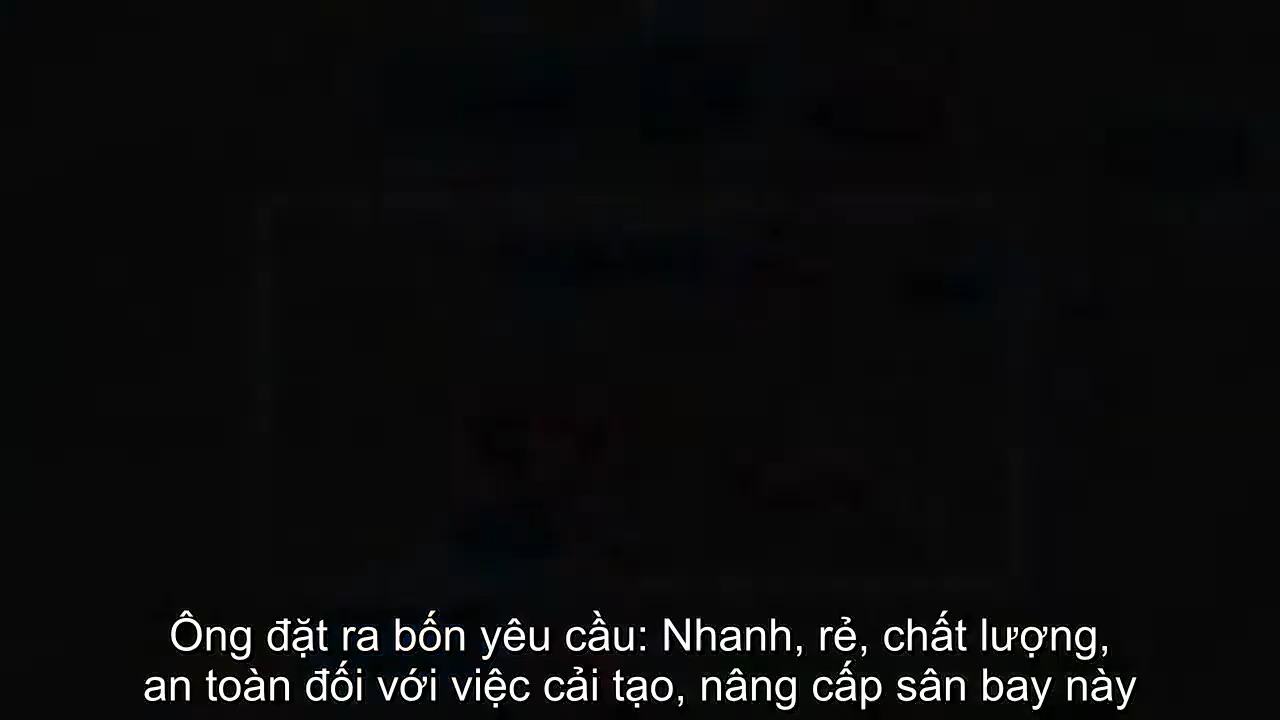 Ông đặt ra bốn yêu cầu: Nhanh, rẻ, chất lượng,
an toàn đối với việc cải tạo, nâng cấp sân bay này